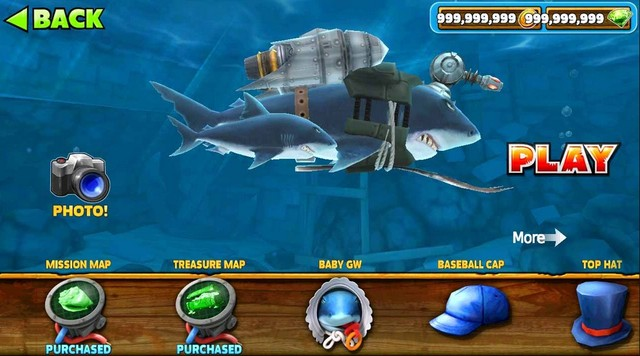 BACK
999,999,999 999,999,999
PHOTO!
PLAY
More
MISSION MAP TREASURE MAP BABY GW BASEBALL CAP TOP HAT
PURCHASED PURCHASED